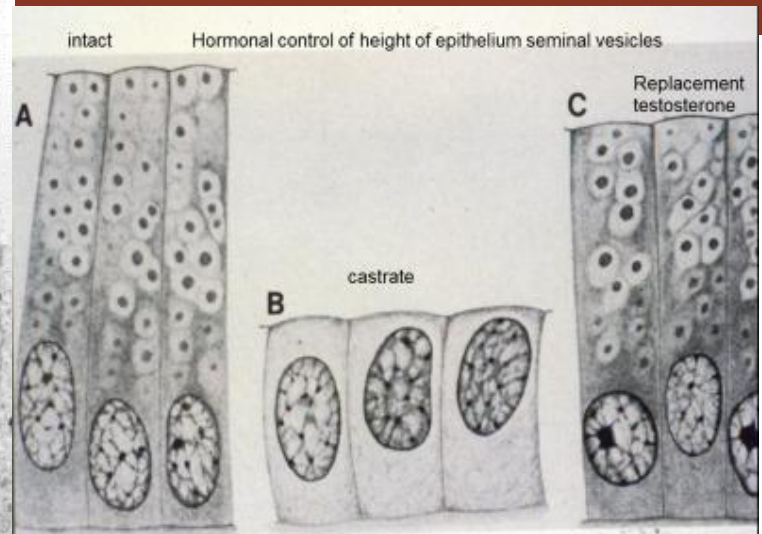 intact
Hormonal control of height of epithelium seminal vesicles
A
Replacement
testosterone
C
castrate
B